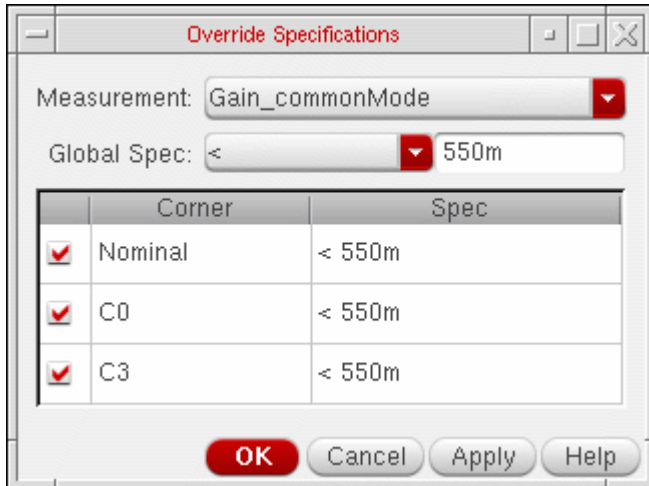 Override Specifications
Measurement: Gain_commonMode
Global Spec: < 550m
Corner Spec
Nominal < 550m
C0 < 550m
C3 < 550m
OK Cancel Apply Help